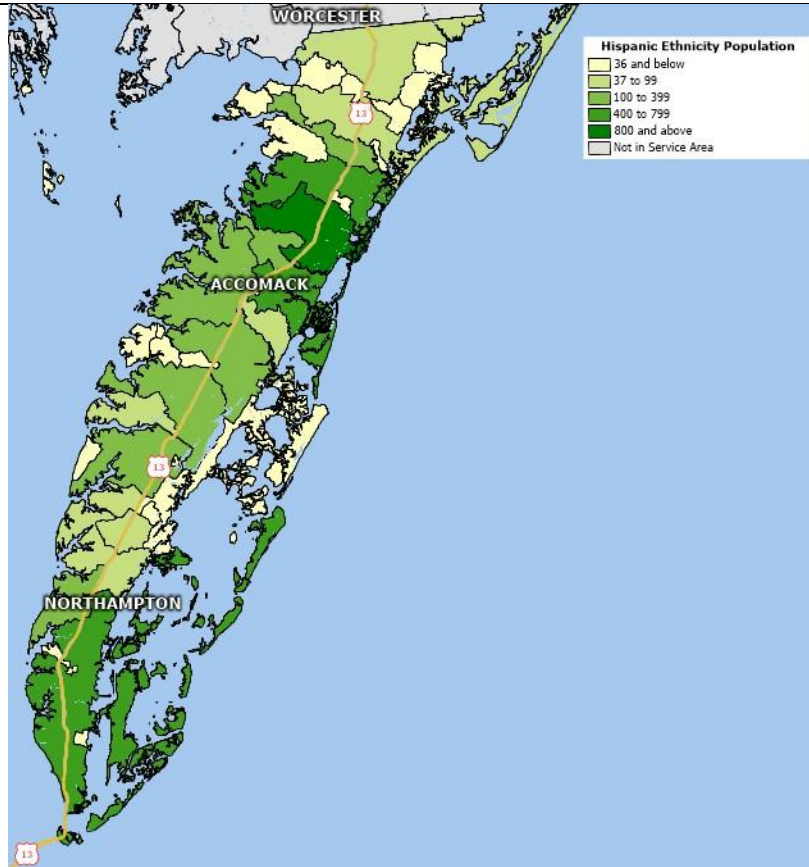 WORCESTER
Hispanic Ethnicity Population
36 and below
37 to 99
100 to 399
400 to 799
800 and above
Not in Service Area
13
ACCOMACK
13
NORTHAMPTON
13